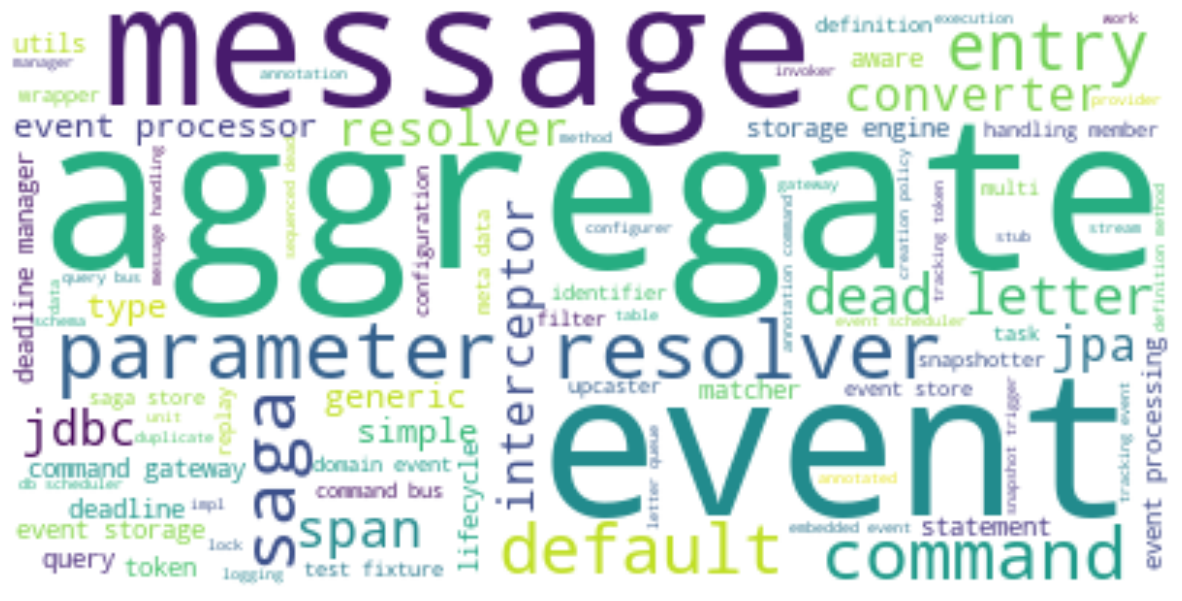 message
definition
execution
work
utils
manager
annotation
invoker
aware
entry
wrapper
converter
provider
event processor
resolver
method
storage engine
handling member
aggregate
deadline manager
message handling
sequenced dead
configuration
meta data
interceptor
configurer
gateway
annotation command
creation policy
tracking token
multi
stub
stream
definition method
query bus
data
schema
type
identifier
filter
table
dead letter
event scheduler
task
jpa
parameter resolver
snapshotter
event processing
saga store
unit
duplicate
replay
generic
upcaster
matcher
event store
jdbc
saga
simple
event
command gateway
domain event
db scheduler
command bus
lifecycle
letter queue
annotated
snapshot trigger
tracking event
deadline
impl
event storage
span
default
embedded event
statement
lock
query
token
logging
test fixture
command